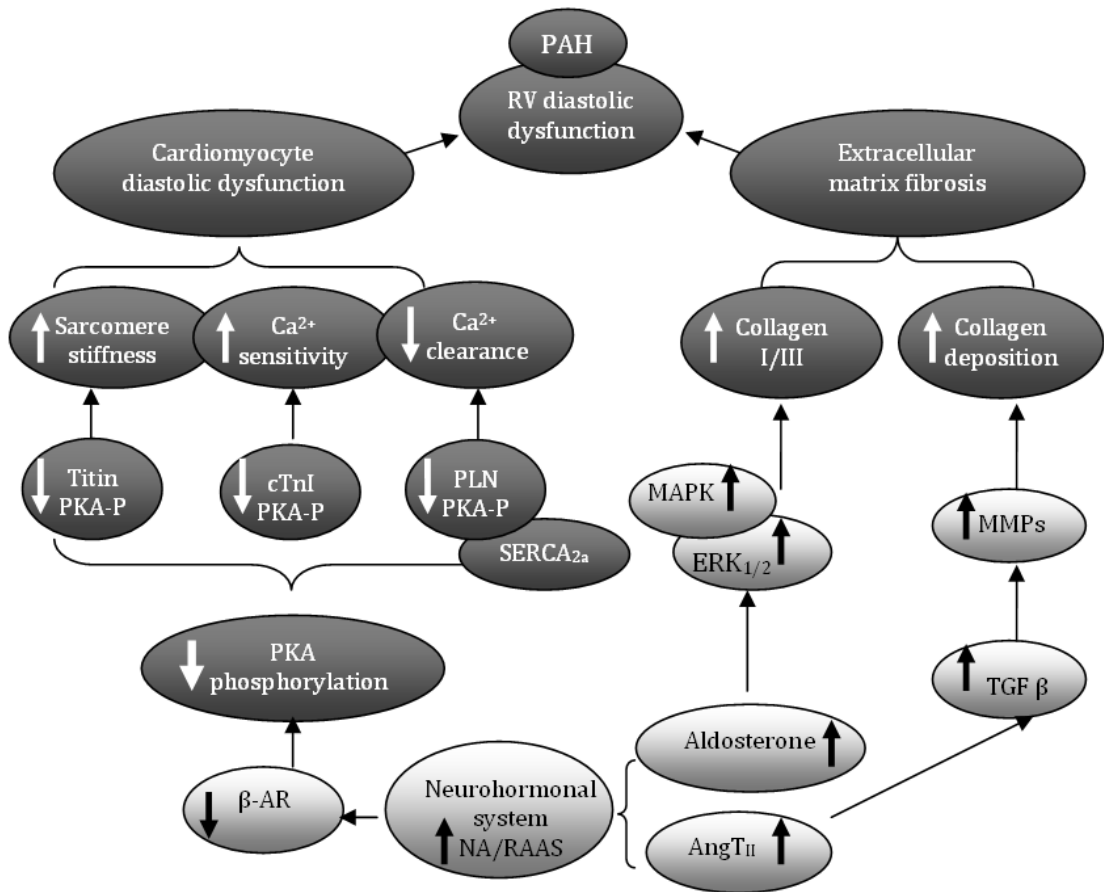 PAH
RV diastolic
dysfunction
Cardiomyocyte
diastolic dysfunction
Extracellular
matrix fibrosis
Sarcomere
stiffness
Ca²⁺
sensitivity
Ca²⁺
clearance
Collagen
I/III
Collagen
deposition
Titin
PKA-P
cTnI
PKA-P
PLN
PKA-P
SERCA₂ₐ
MAPK
ERK₁/₂
MMPs
PKA
phosphorylation
TGF β
Aldosterone
β-AR
Neurohormonal
system
NA/RAAS
AngT_II